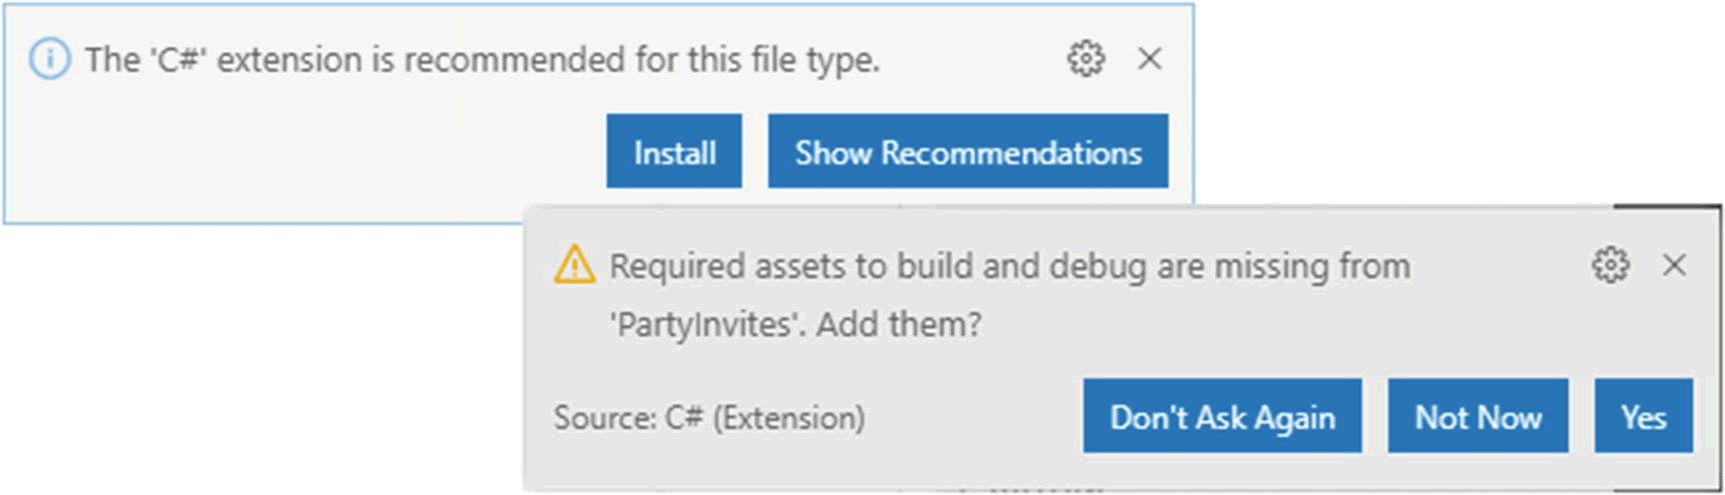 The 'C#' extension is recommended for this file type.
Install Show Recommendations
Required assets to build and debug are missing from
'PartyInvites'. Add them?
Source: C# (Extension) Don't Ask Again Not Now Yes